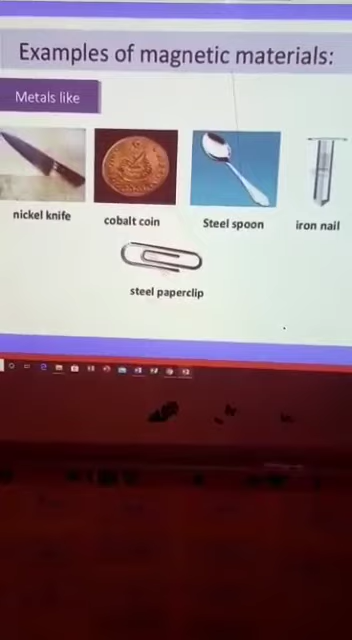 Examples of magnetic materials:
Metals like
nickel knife
cobalt coin
Steel spoon
iron nail
steel paperclip